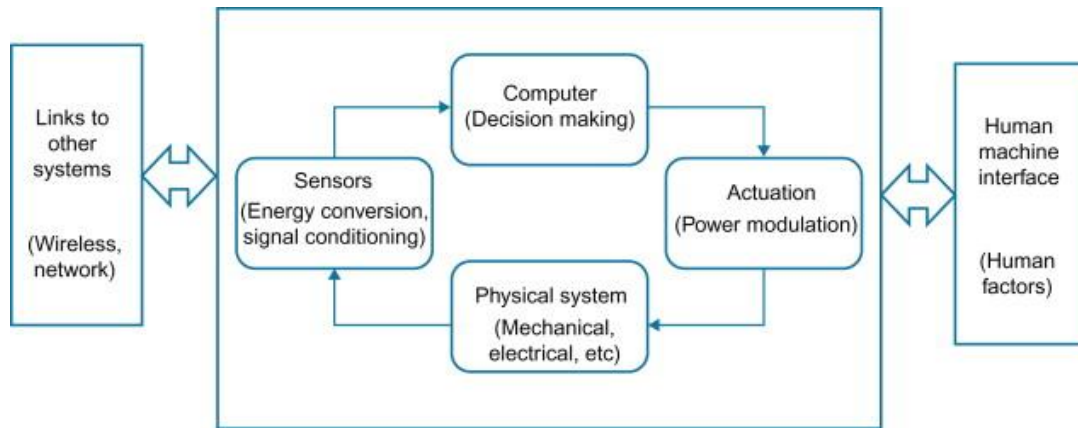 Links to
other
systems
(Wireless,
network)
Computer
(Decision making)
Sensors
(Energy conversion,
signal conditioning)
Actuation
(Power modulation)
Physical system
(Mechanical,
electrical, etc)
Human
machine
interface
(Human
factors)